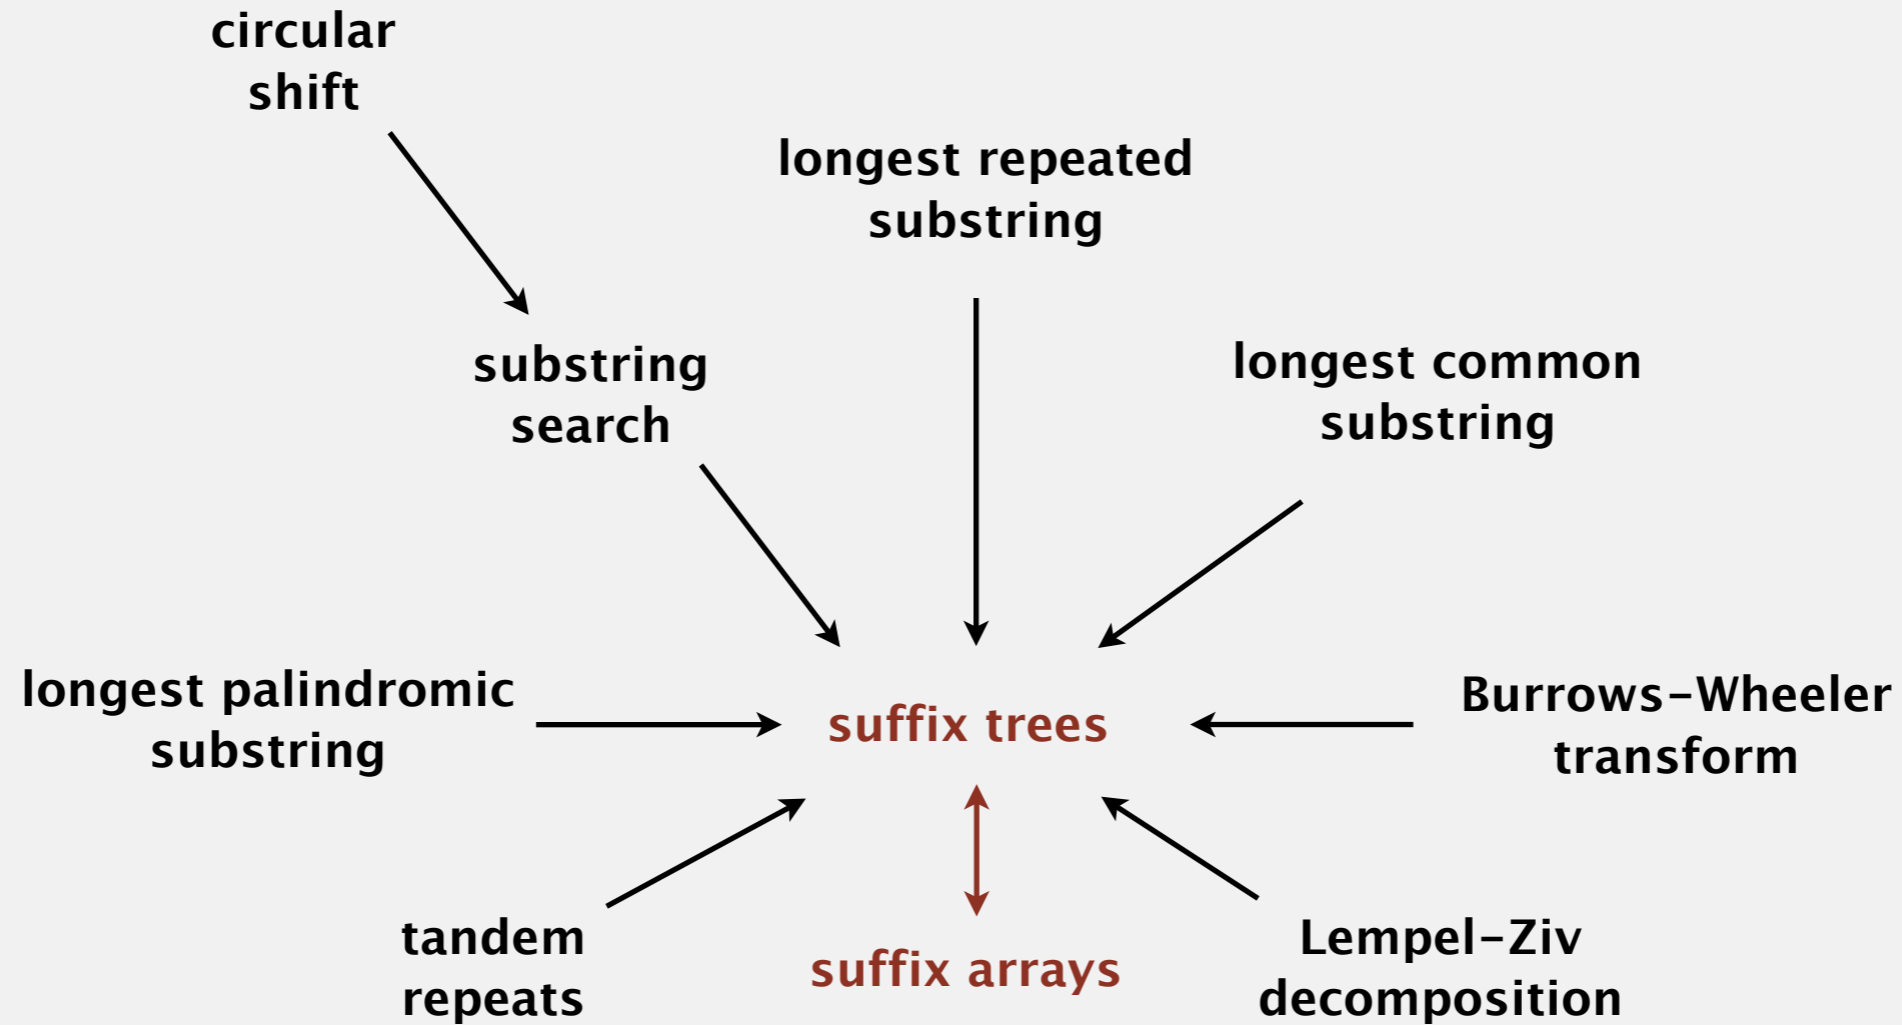 circular
shift
longest repeated
substring
substring
search
longest common
substring
longest palindromic
substring
suffix trees
Burrows-Wheeler
transform
tandem
repeats
suffix arrays
Lempel-Ziv
decomposition